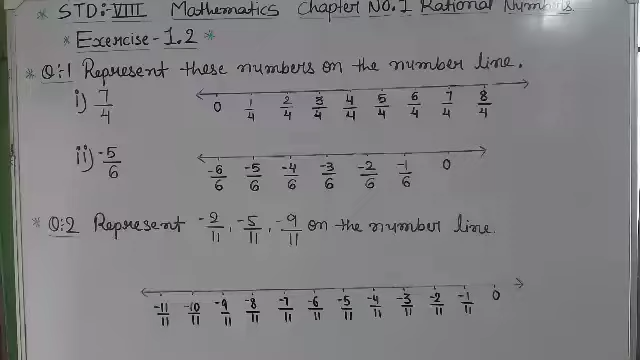 * STD:-VIII Mathematics Chapter No.1 Rational Numbers
* Exercise-1.2 *
* Q:1 Represent these numbers on the number line.
i) 7/4
0 1/4 2/4 3/4 4/4 5/4 6/4 7/4 8/4
ii) -5/6
-6/6 -5/6 -4/6 -3/6 -2/6 -1/6 0
* Q:2 Represent -2/11, -5/11, -9/11 on the number line.
-11/11 -10/11 -9/11 -8/11 -7/11 -6/11 -5/11 -4/11 -3/11 -2/11 -1/11 0